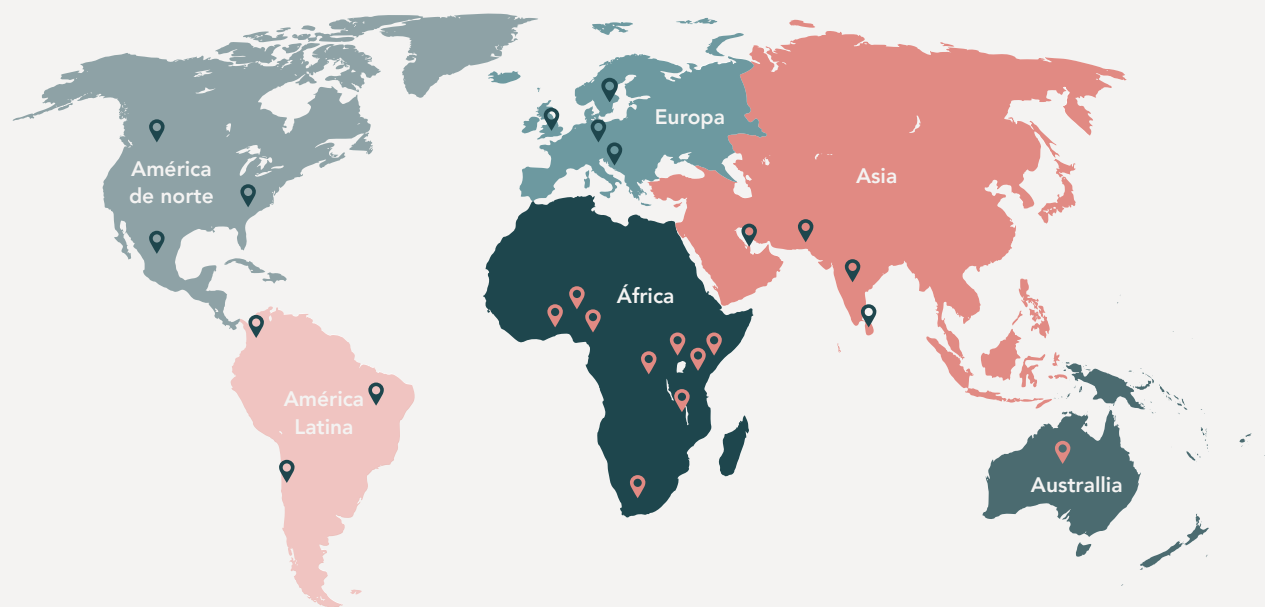 Europa
América
de norte
Asia
África
América
Latina
Australlia